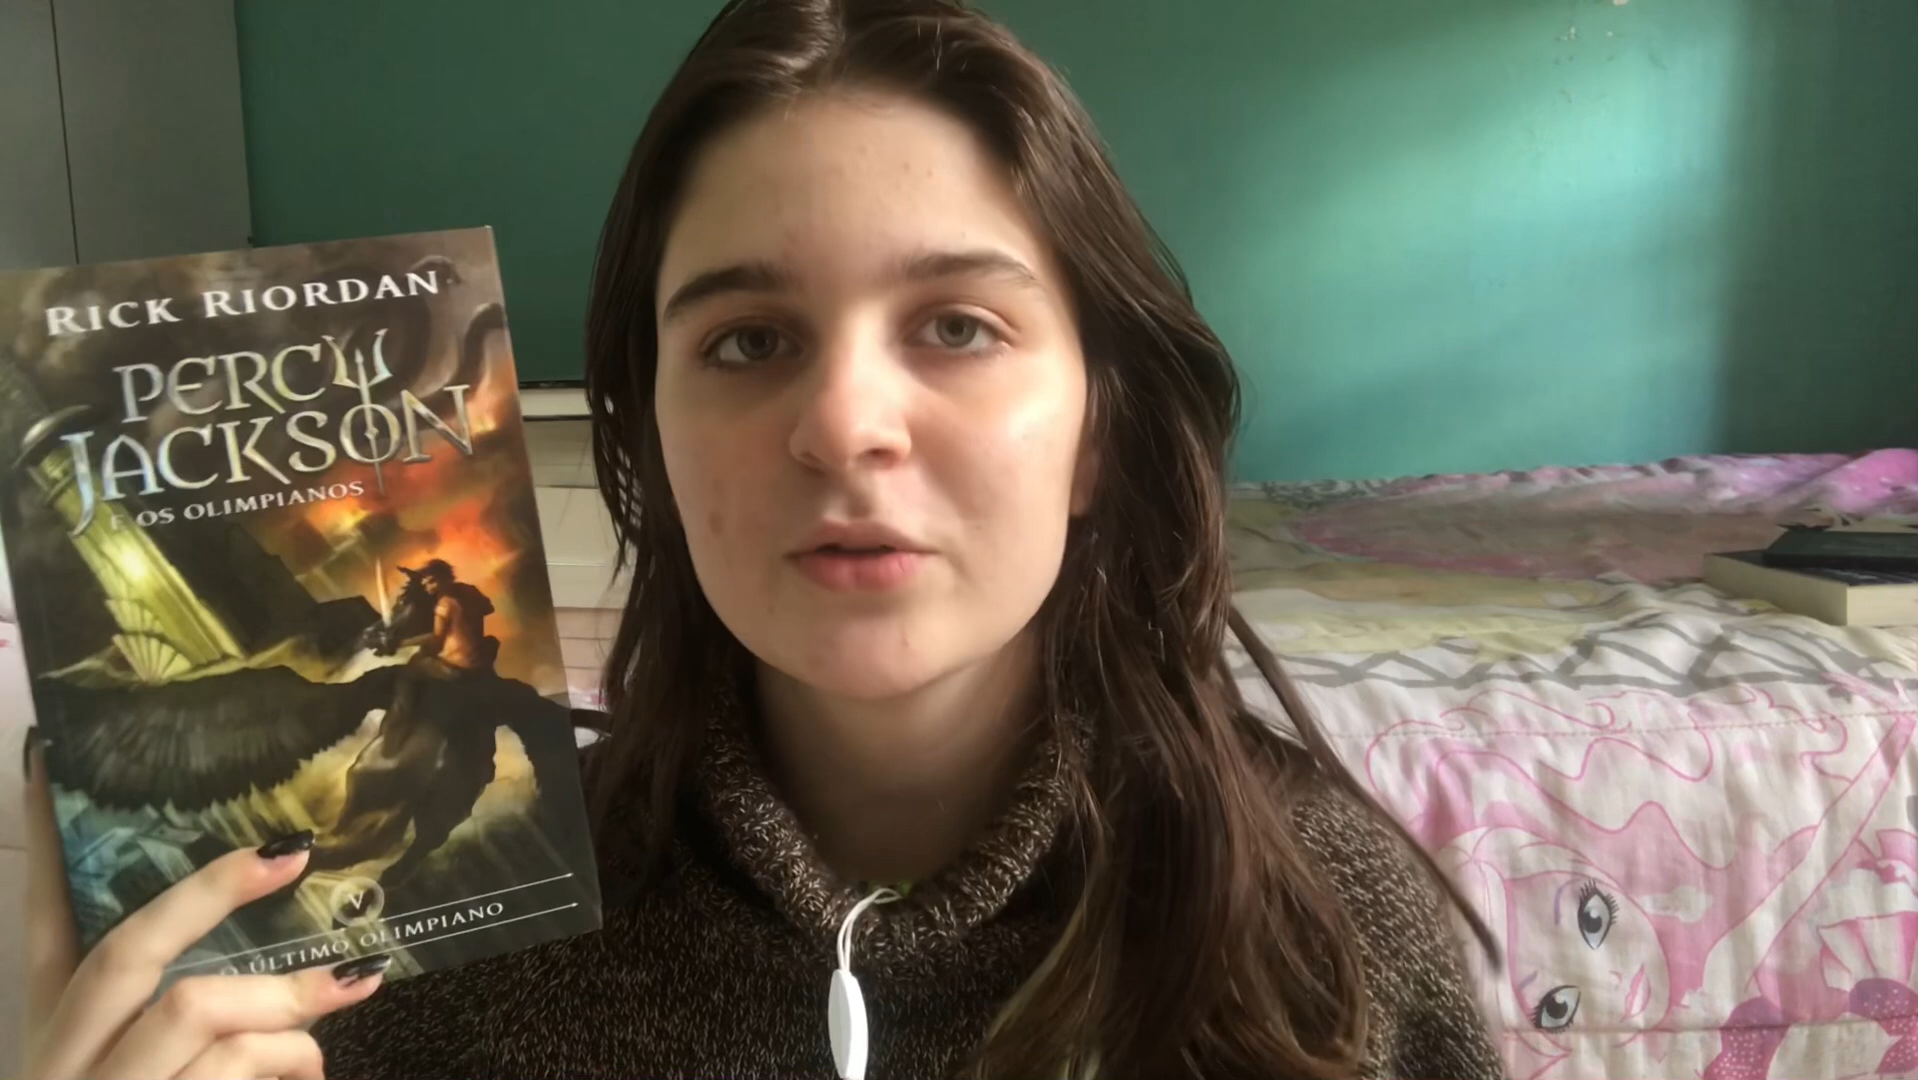 RICK RIORDAN
PERCY
JACKSON
E OS OLIMPIANOS
V
O ÚLTIMO OLIMPIANO